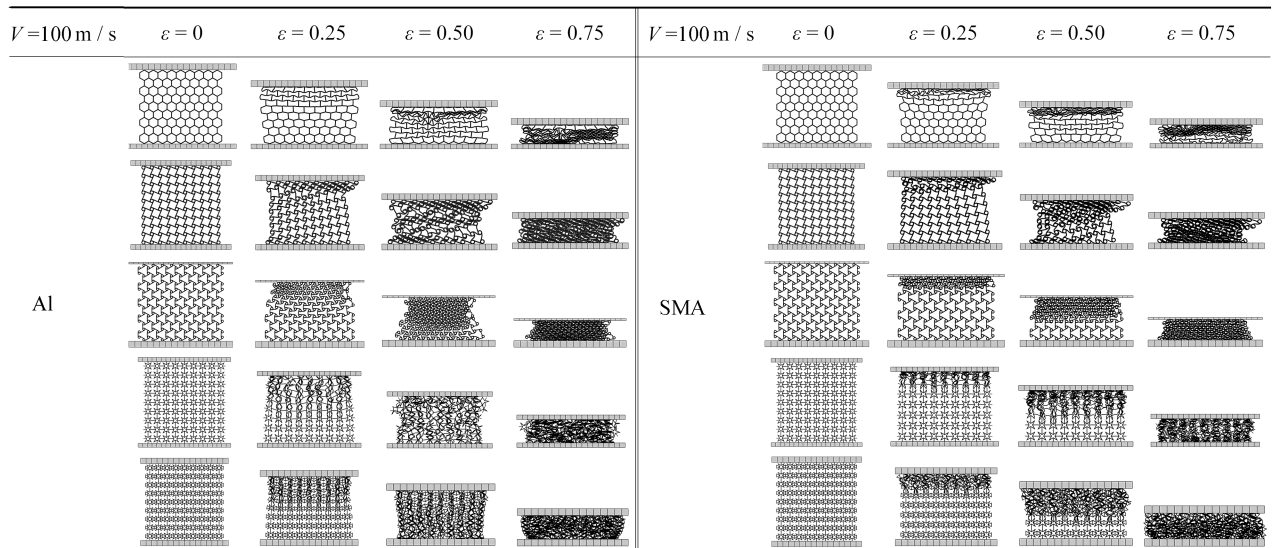 V=100 m / s ε = 0 ε = 0.25 ε = 0.50 ε = 0.75 V=100 m / s ε = 0 ε = 0.25 ε = 0.50 ε = 0.75
Al SMA